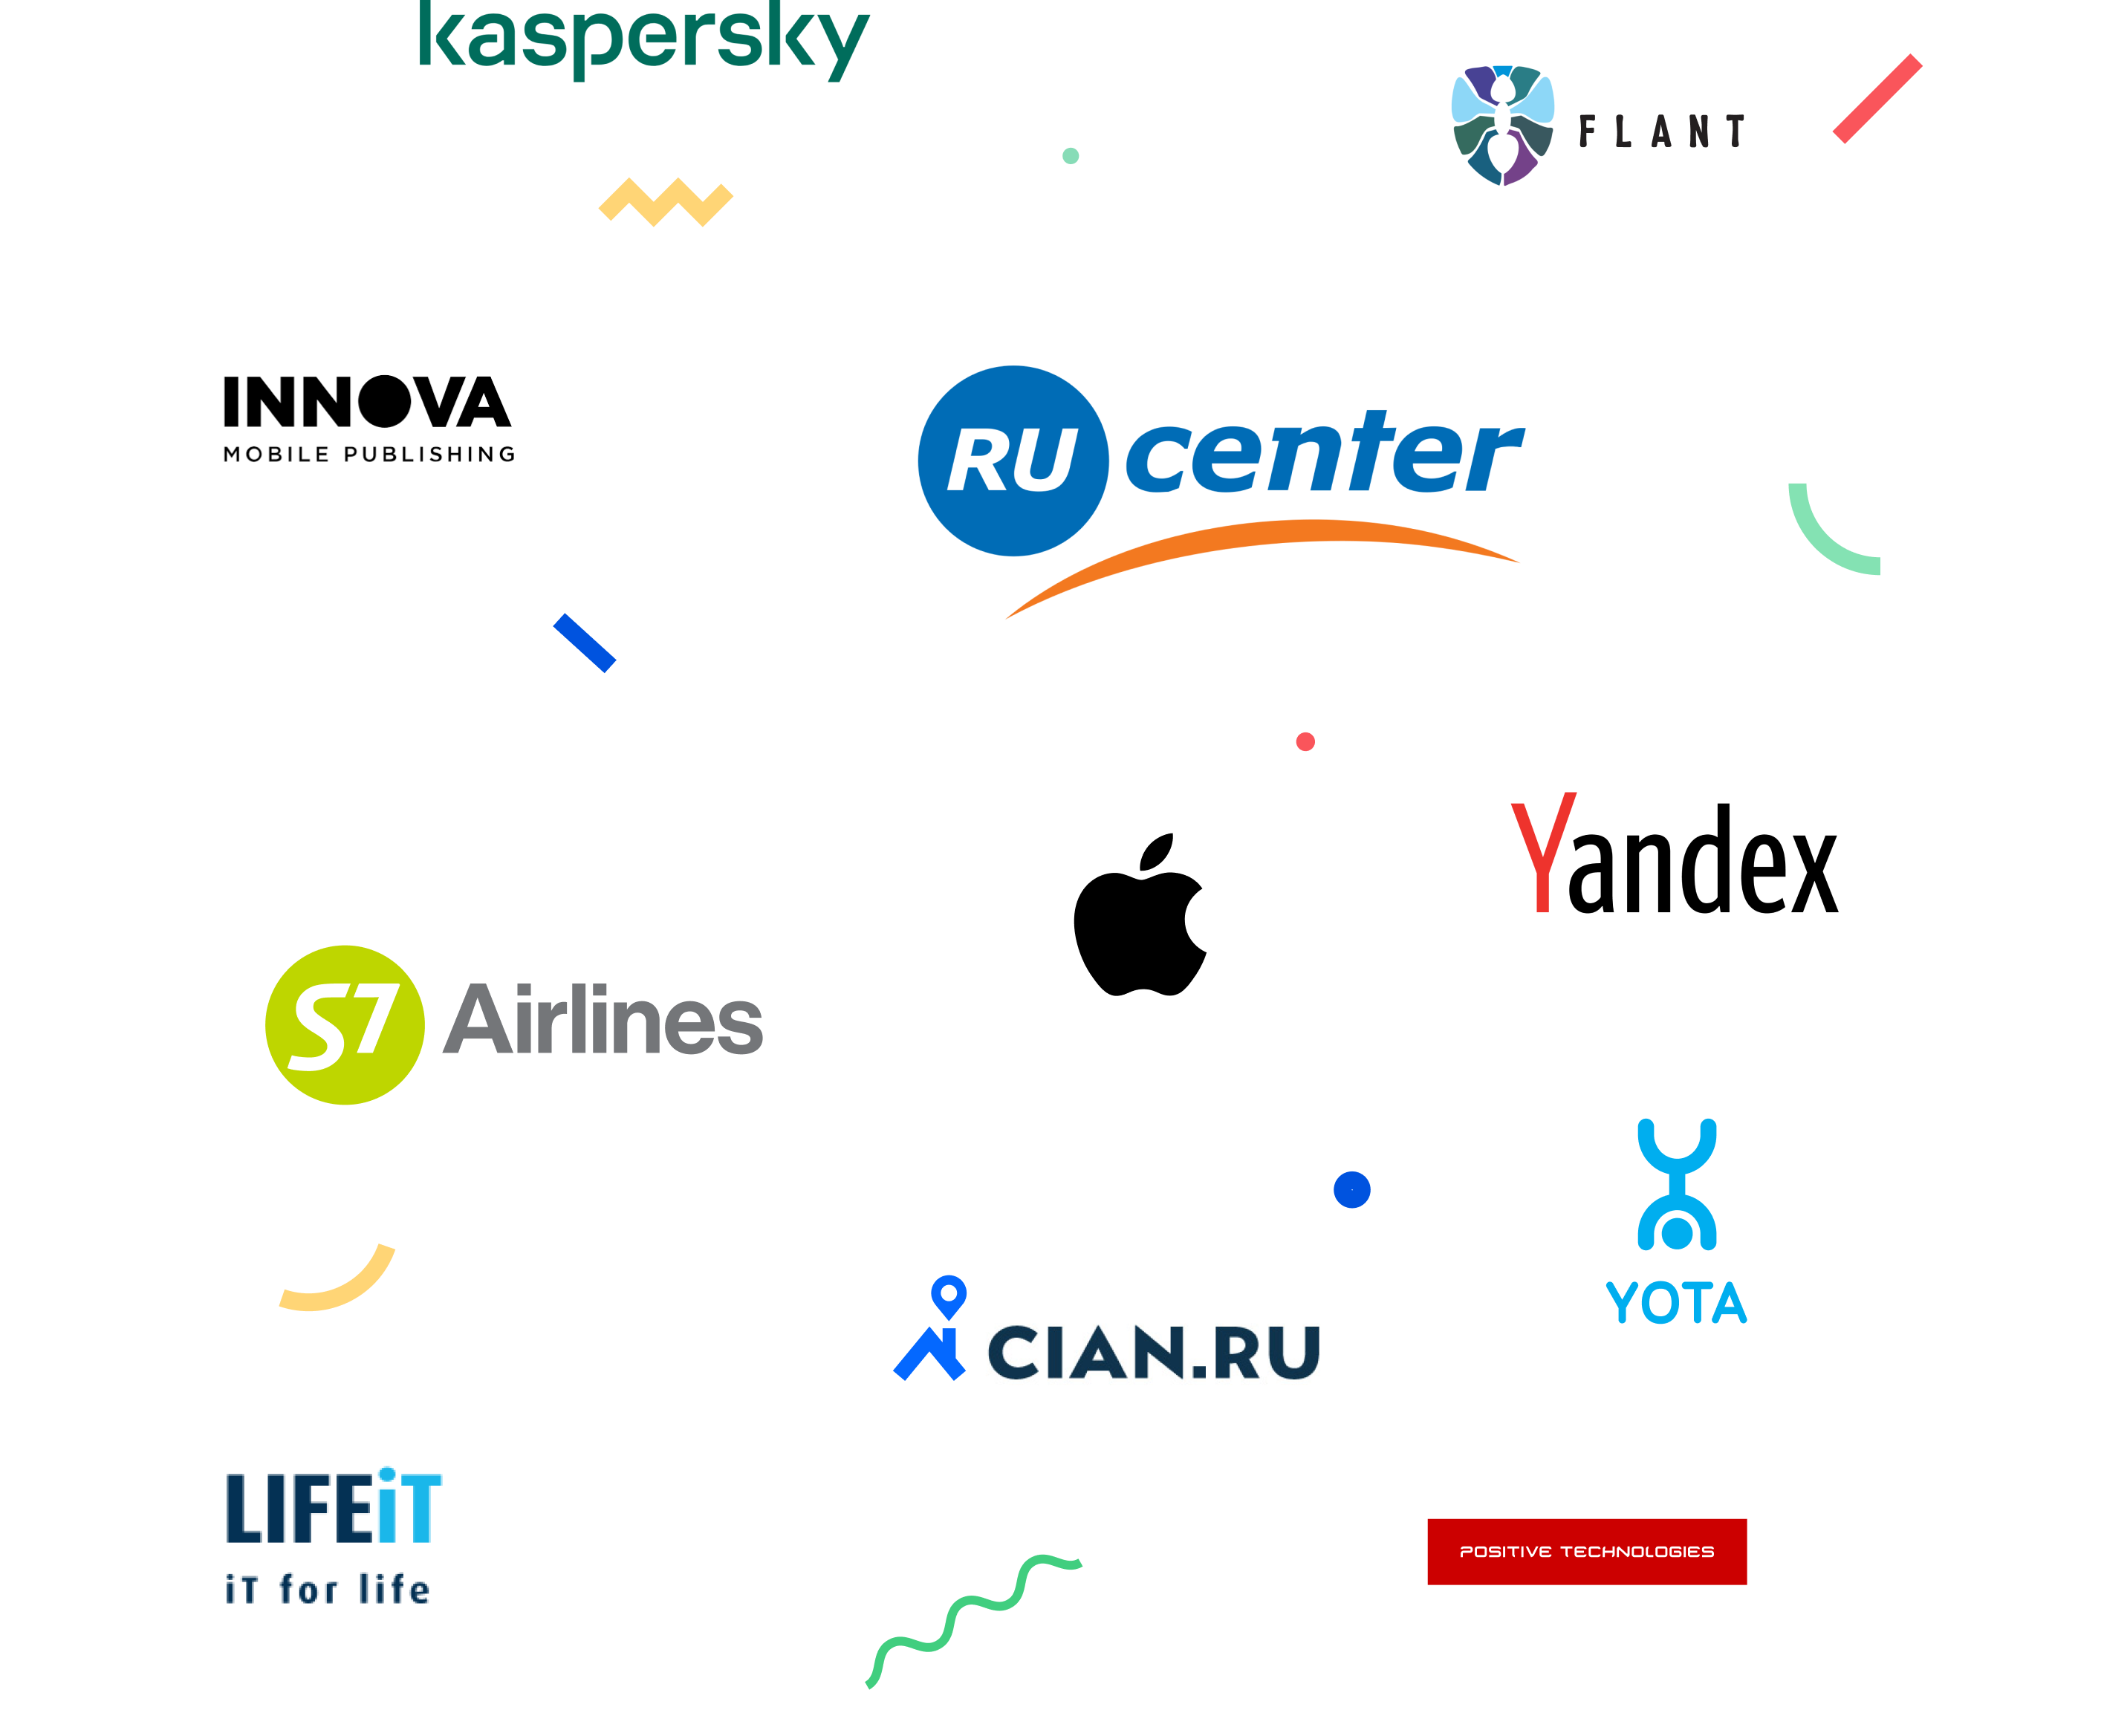 kaspersky
FLANT
INNOVA
MOBILE PUBLISHING
RU center
Yandex
S7 Airlines
YOTA
CIAN.RU
LIFEiT
iT for life
POSITIVE TECHNOLOGIES